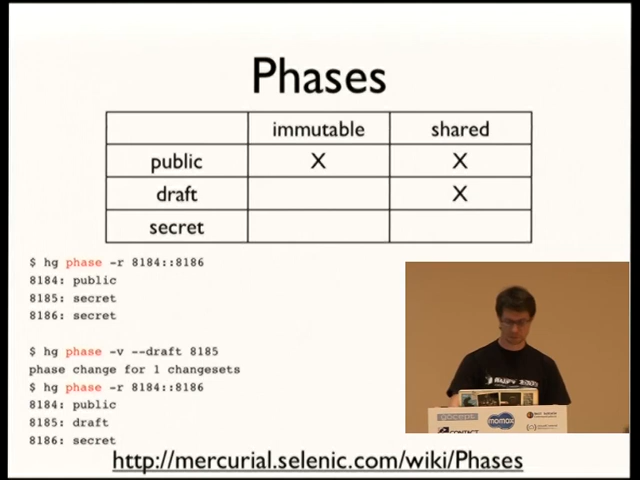 Phases
immutable shared
public X X
draft X
secret
$ hg phase -r 8184::8186
8184: public
8185: secret
8186: secret
$ hg phase -v --draft 8185
phase change for 1 changesets
$ hg phase -r 8184::8186
8184: public
8185: draft
8186: secret
http://mercurial.selenic.com/wiki/Phases
gocept
momox
CONTACT